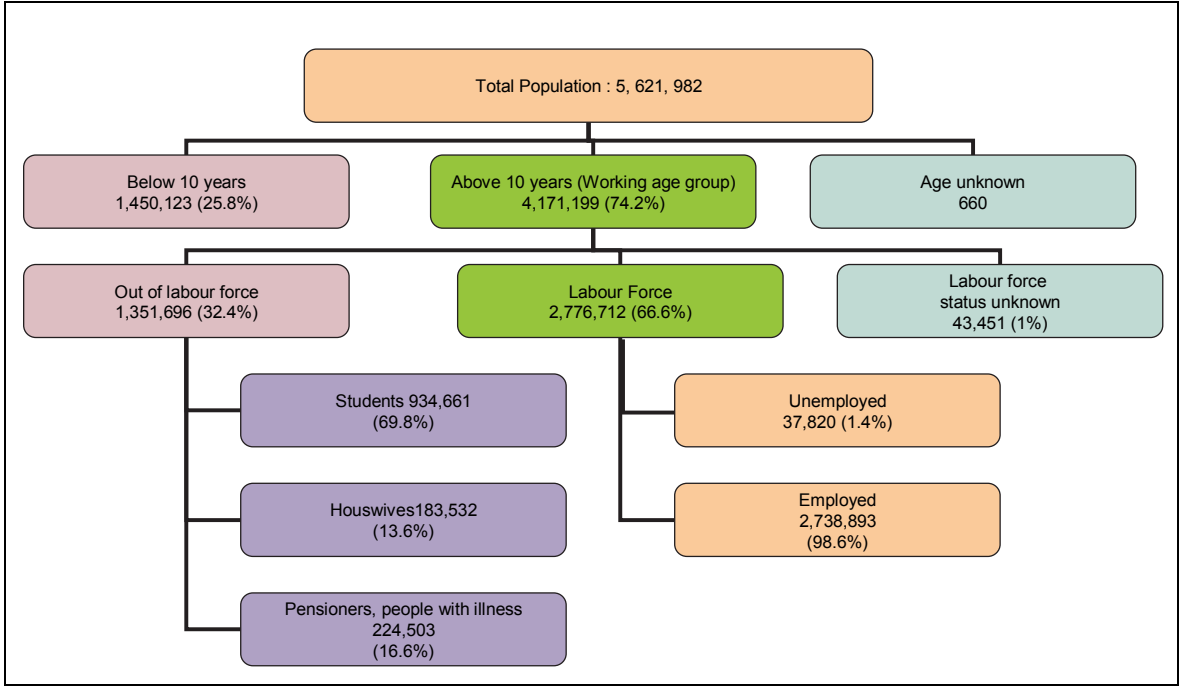 Total Population : 5, 621, 982
Below 10 years
1,450,123 (25.8%)
Above 10 years (Working age group)
4,171,199 (74.2%)
Age unknown
660
Out of labour force
1,351,696 (32.4%)
Labour Force
2,776,712 (66.6%)
Labour force
status unknown
43,451 (1%)
Students 934,661
(69.8%)
Houswives183,532
(13.6%)
Pensioners, people with illness
224,503
(16.6%)
Unemployed
37,820 (1.4%)
Employed
2,738,893
(98.6%)